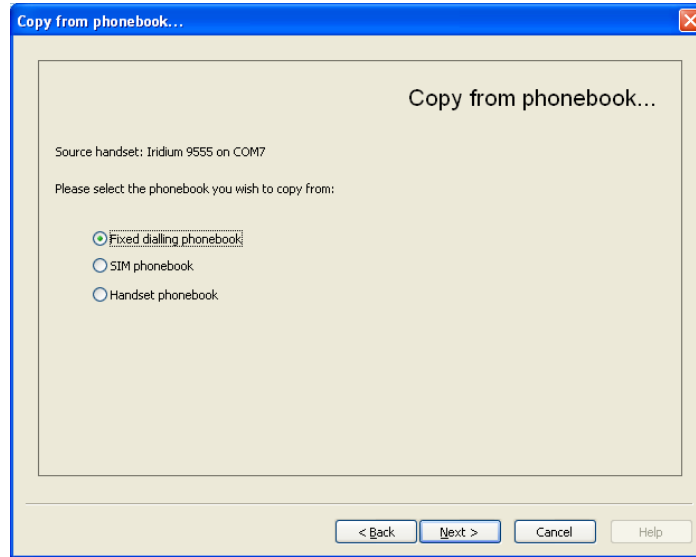 Copy from phonebook...
Copy from phonebook...
Source handset: Iridium 9555 on COM7
Please select the phonebook you wish to copy from:
Fixed dialling phonebook
SIM phonebook
Handset phonebook
< Back Next > Cancel Help